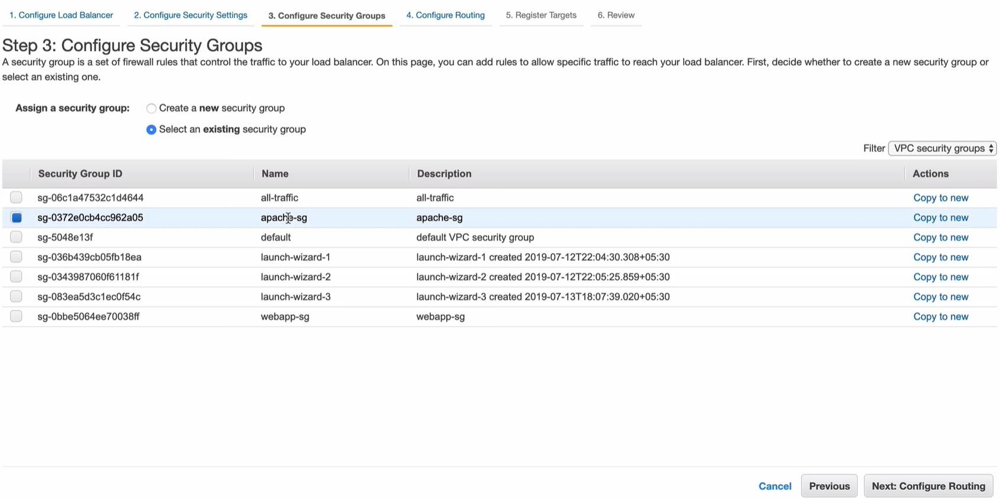 1. Configure Load Balancer 2. Configure Security Settings 3. Configure Security Groups 4. Configure Routing 5. Register Targets 6. Review
Step 3: Configure Security Groups
A security group is a set of firewall rules that control the traffic to your load balancer. On this page, you can add rules to allow specific traffic to reach your load balancer. First, decide whether to create a new security group or
select an existing one.
Assign a security group: Create a new security group
Select an existing security group
Filter VPC security groups
Security Group ID Name Description Actions
sg-06c1a47532c1d4644 all-traffic all-traffic Copy to new
sg-0372e0cb4cc962a05 apache-sg apache-sg Copy to new
sg-5048e13f default default VPC security group Copy to new
sg-036b439cb05fb18ea launch-wizard-1 launch-wizard-1 created 2019-07-12T22:04:30.308+05:30 Copy to new
sg-0343987060f61181f launch-wizard-2 launch-wizard-2 created 2019-07-12T22:05:25.859+05:30 Copy to new
sg-083ea5d3c1ec0f54c launch-wizard-3 launch-wizard-3 created 2019-07-13T18:07:39.020+05:30 Copy to new
sg-0bbe5064ee70038ff webapp-sg webapp-sg Copy to new
Cancel Previous Next: Configure Routing